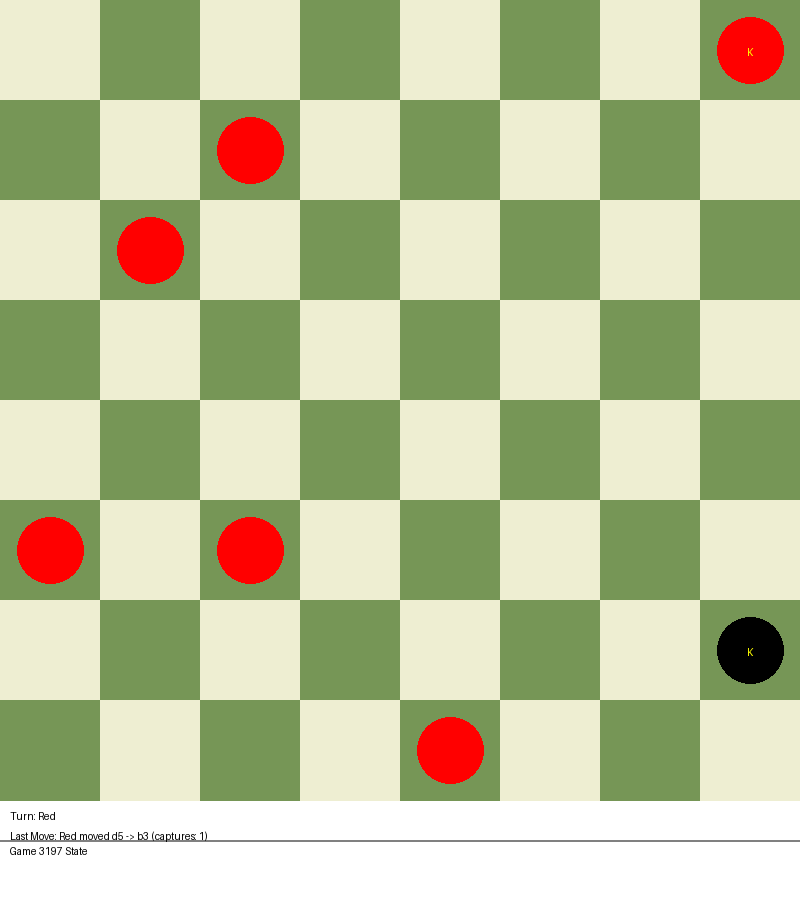 K
K
Turn: Red
Last Move: Red moved d5 -> b3 (captures: 1)
Game 3197 State